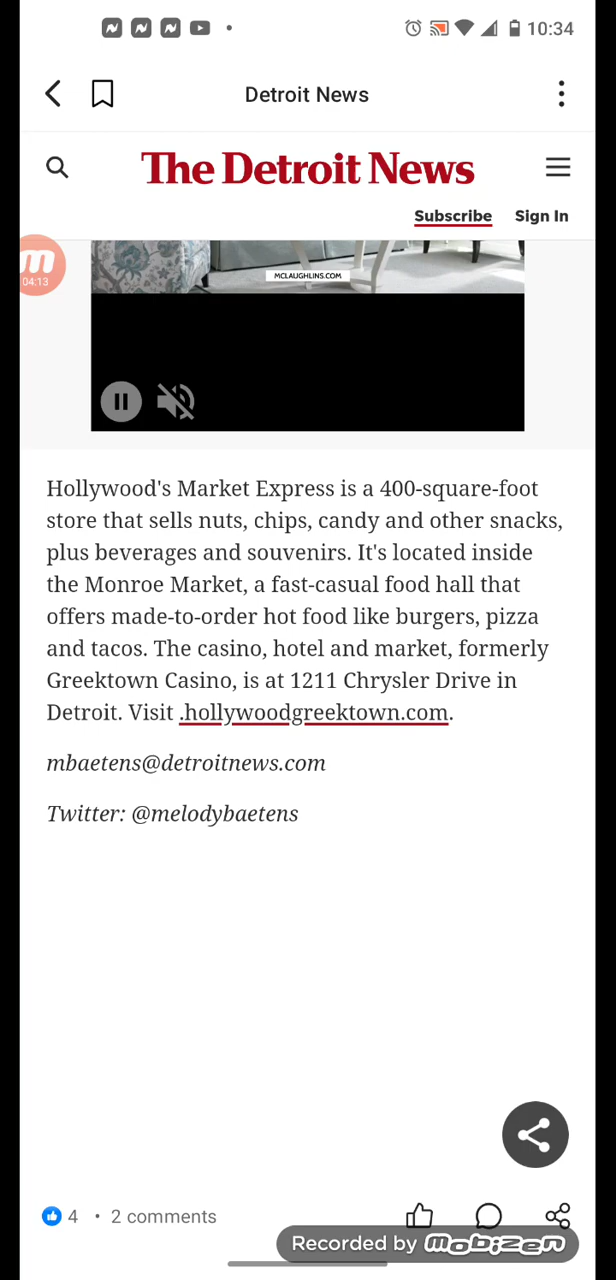 10:34
Detroit News
The Detroit News
Subscribe Sign In
m
04:13
MCLAUGHLINS.COM
Hollywood's Market Express is a 400-square-foot
store that sells nuts, chips, candy and other snacks,
plus beverages and souvenirs. It's located inside
the Monroe Market, a fast-casual food hall that
offers made-to-order hot food like burgers, pizza
and tacos. The casino, hotel and market, formerly
Greektown Casino, is at 1211 Chrysler Drive in
Detroit. Visit .hollywoodgreektown.com.
mbaetens@detroitnews.com
Twitter: @melodybaetens
4 • 2 comments
Recorded by mobizen